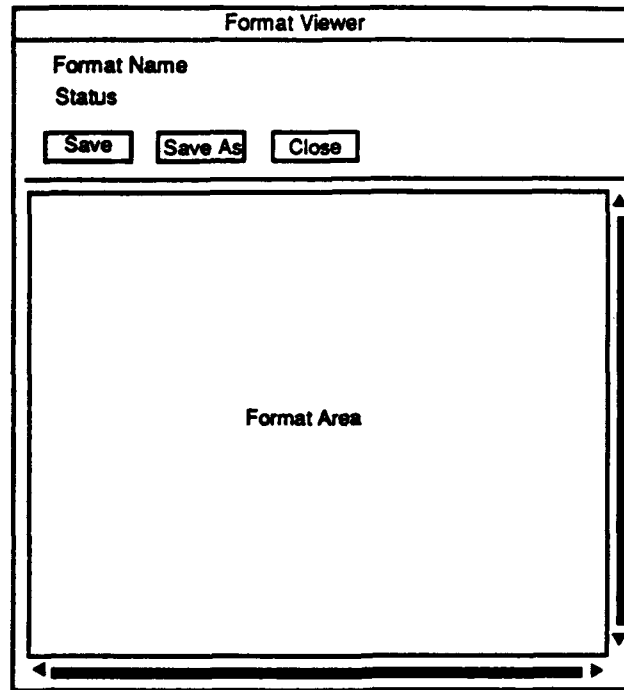 Format Viewer
Format Name
Status
Save Save As Close
Format Area